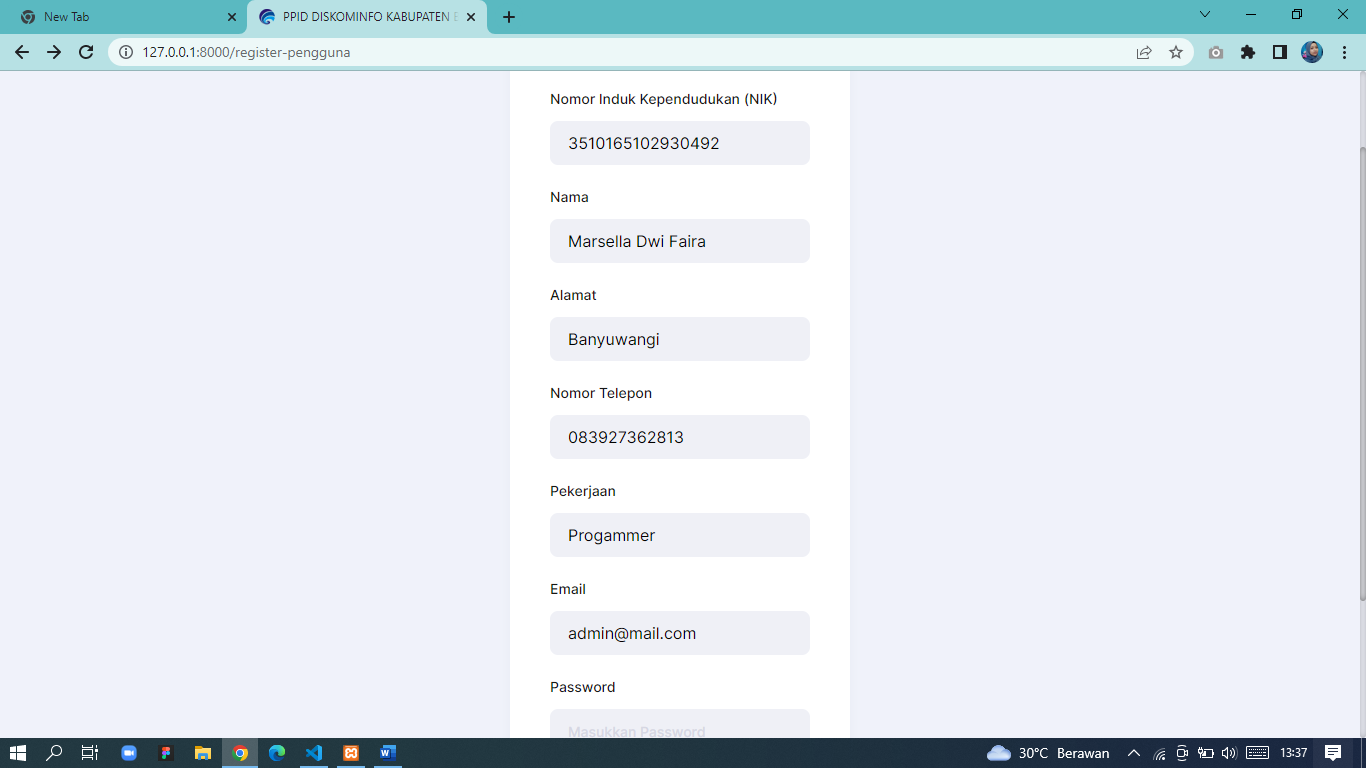 New Tab
PPID DISKOMINFO KABUPATEN
127.0.0.1:8000/register-pengguna
Nomor Induk Kependudukan (NIK)
3510165102930492
Nama
Marsella Dwi Faira
Alamat
Banyuwangi
Nomor Telepon
083927362813
Pekerjaan
Progammer
Email
admin@mail.com
Password
Masukkan Password
30°C Berawan
13:37